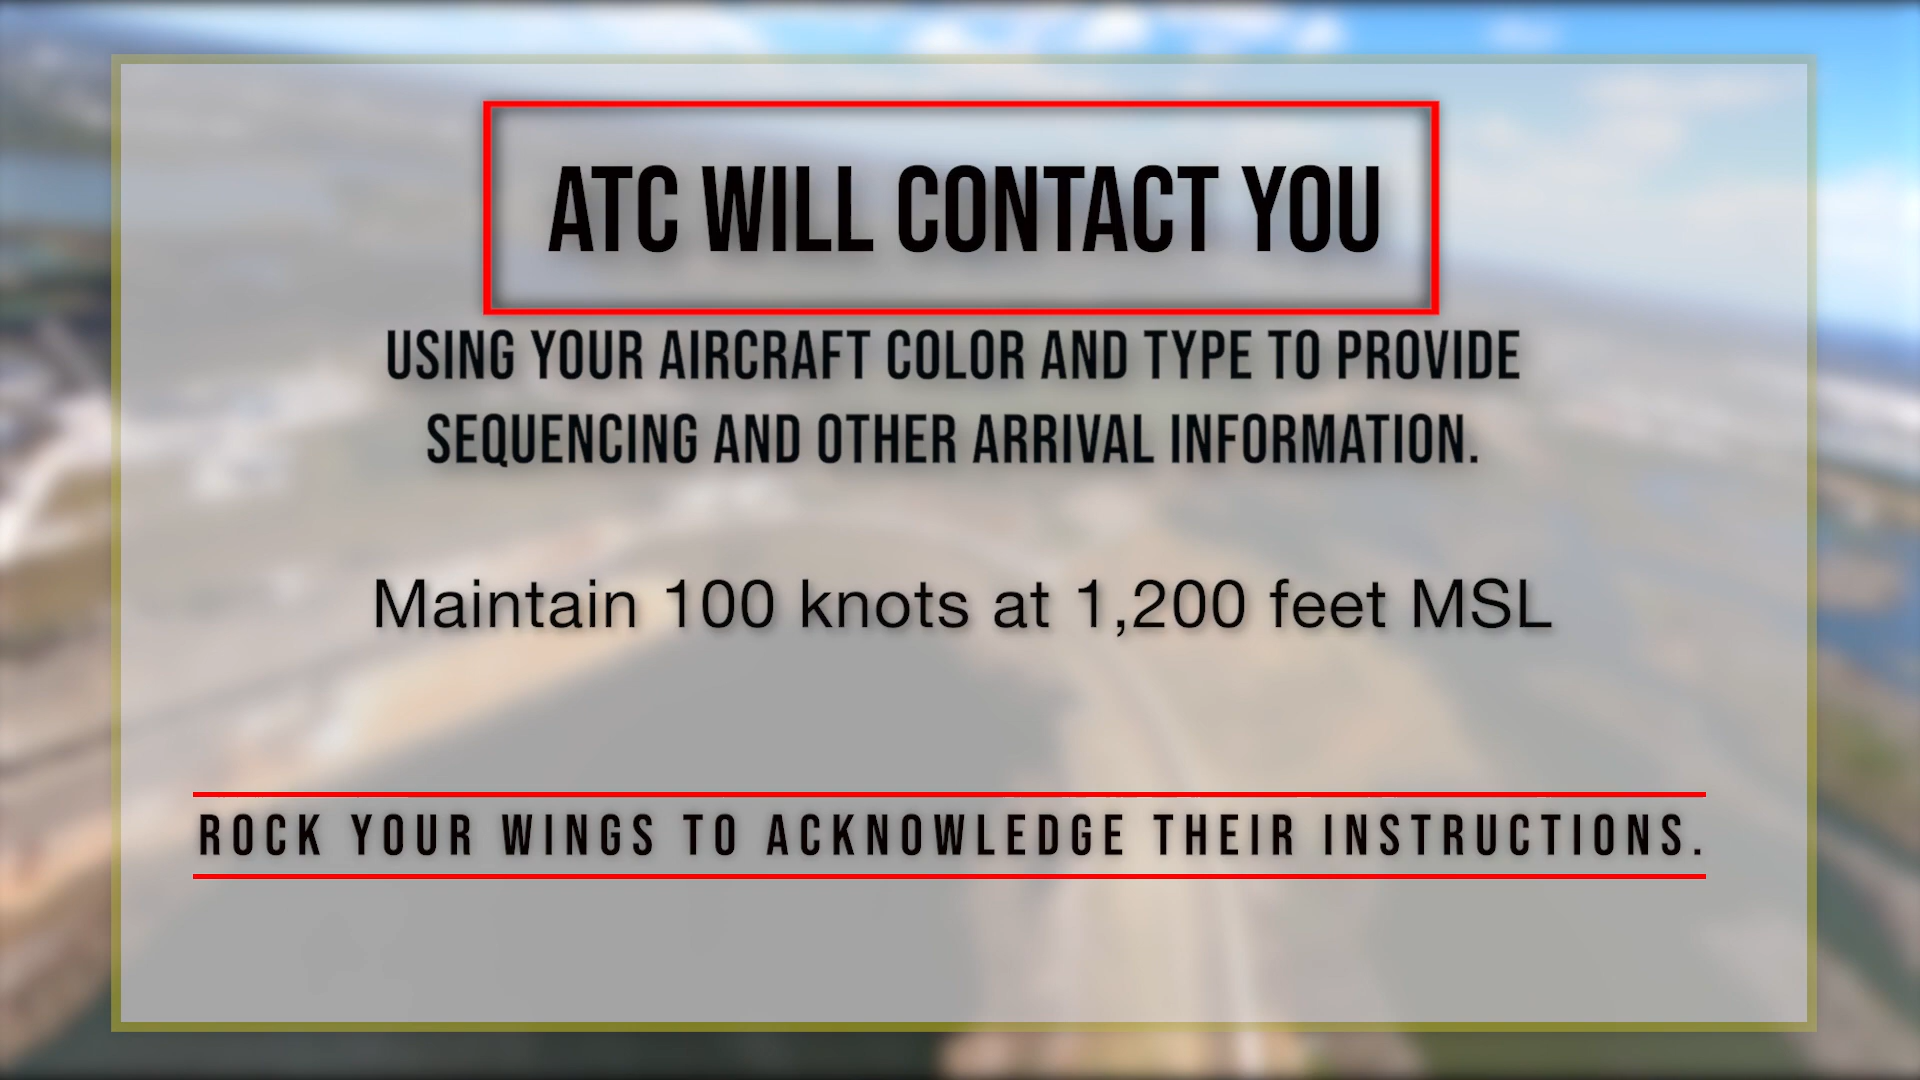 ATC WILL CONTACT YOU
USING YOUR AIRCRAFT COLOR AND TYPE TO PROVIDE
SEQUENCING AND OTHER ARRIVAL INFORMATION.
Maintain 100 knots at 1,200 feet MSL
ROCK YOUR WINGS TO ACKNOWLEDGE THEIR INSTRUCTIONS.